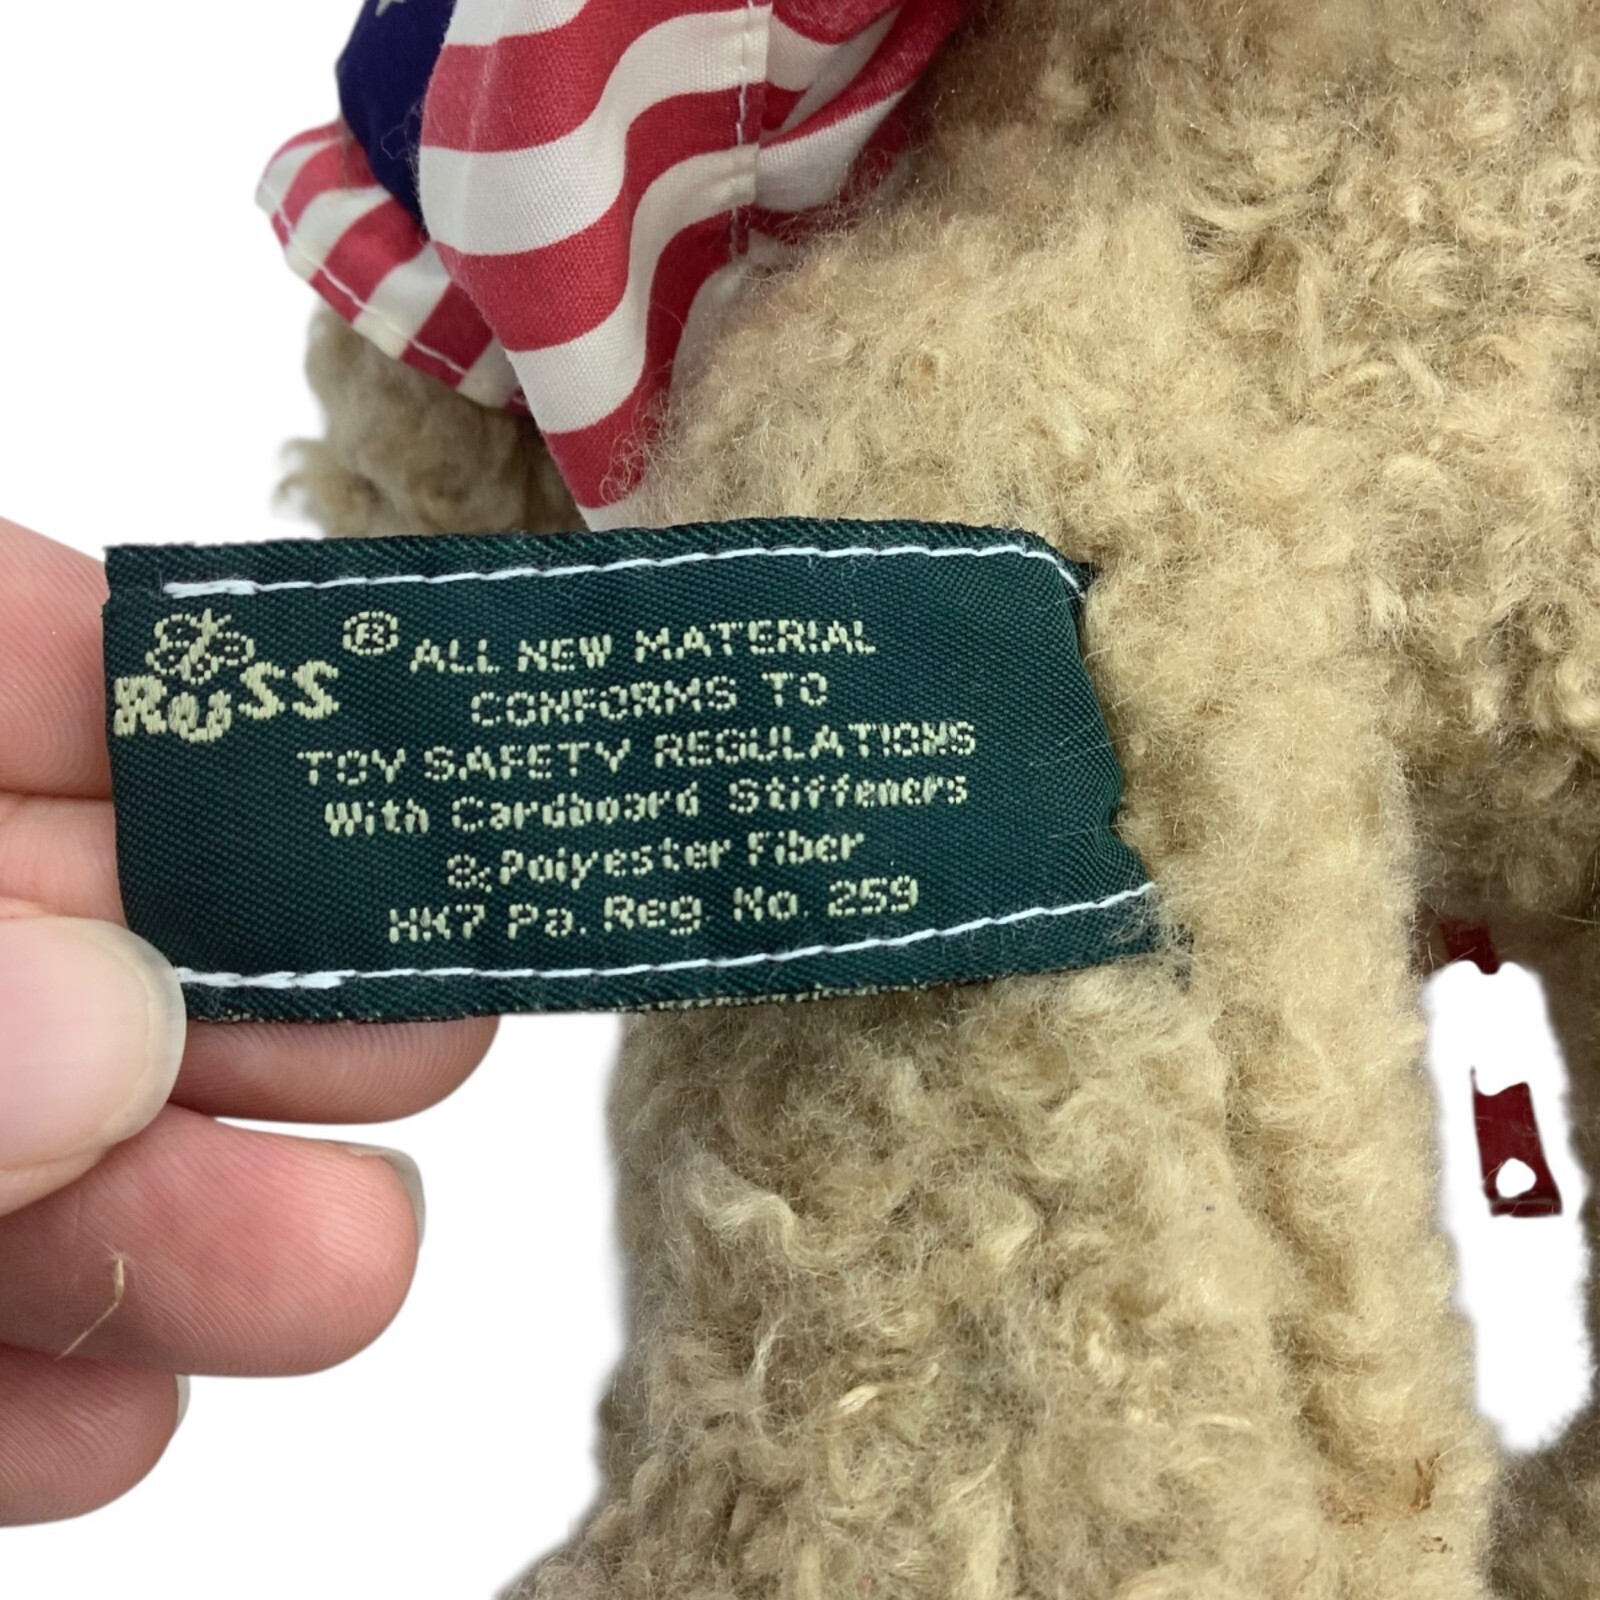 RUSS ® ALL NEW MATERIAL
CONFORMS TO
TOY SAFETY REGULATIONS
With Cardboard Stiffeners
& Polyester Fiber
HK7 Pa. Reg. No. 259